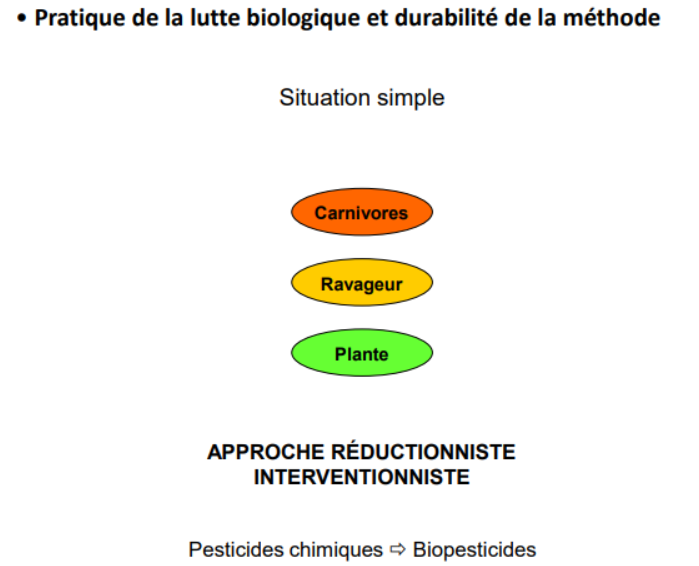 • Pratique de la lutte biologique et durabilité de la méthode
Situation simple
Carnivores
Ravageur
Plante
APPROCHE RÉDUCTIONNISTE
INTERVENTIONNISTE
Pesticides chimiques ⇨ Biopesticides